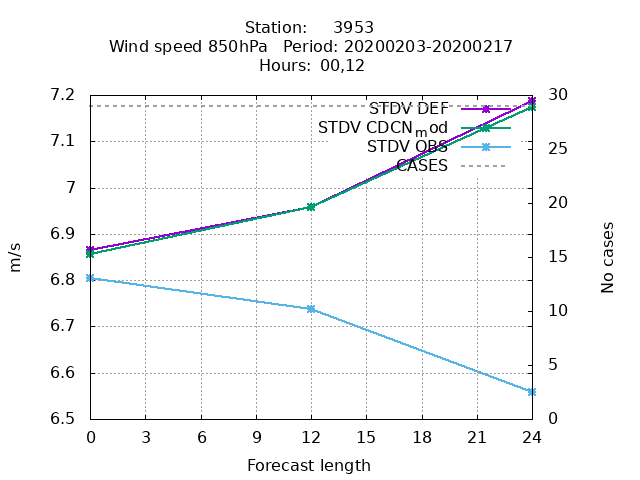 Station: 3953
Wind speed 850hPa Period: 20200203-20200217
Hours: 00,12
7.2
7.1
7
6.9
6.8
6.7
6.6
6.5
m/s
STDV DEF
STDV CDCNmod
STDV OBS
CASES
30
25
20
15
10
5
0
No cases
0 3 6 9 12 15 18 21 24
Forecast length